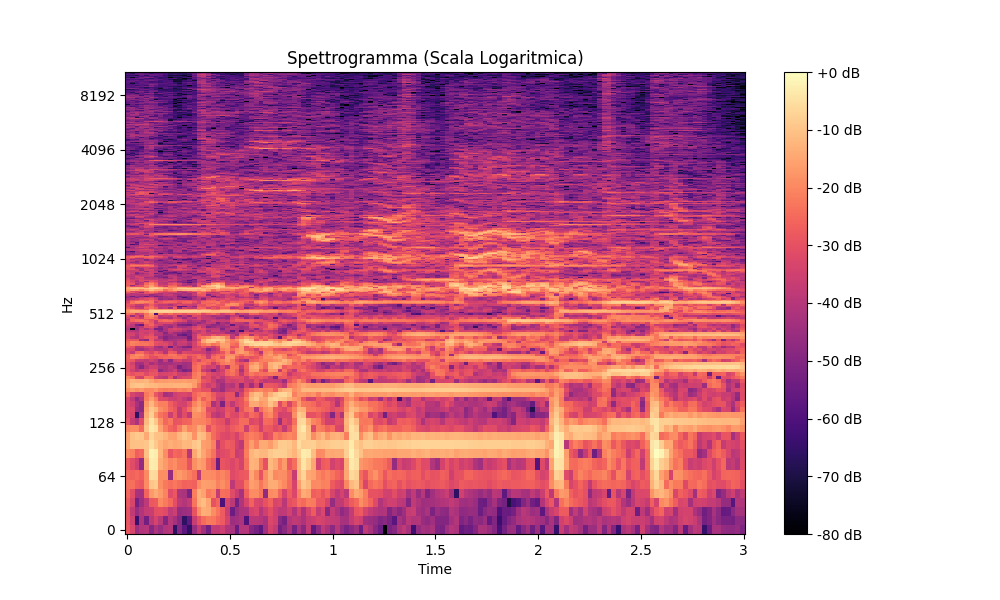 Spettrogramma (Scala Logaritmica)
Hz
8192
4096
2048
1024
512
256
128
64
0
0
0.5
1
1.5
2
2.5
3
Time
+0 dB
-10 dB
-20 dB
-30 dB
-40 dB
-50 dB
-60 dB
-70 dB
-80 dB